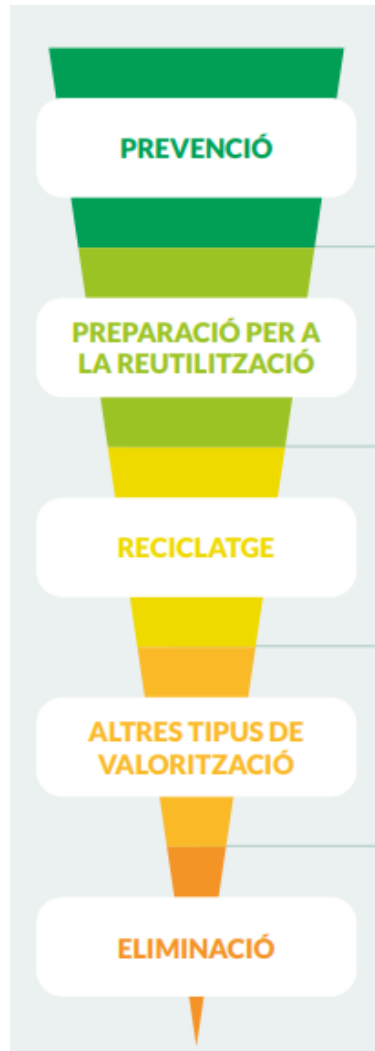 PREVENCIÓ
PREPARACIÓ PER A
LA REUTILITZACIÓ
RECICLATGE
ALTRES TIPUS DE
VALORITZACIÓ
ELIMINACIÓ